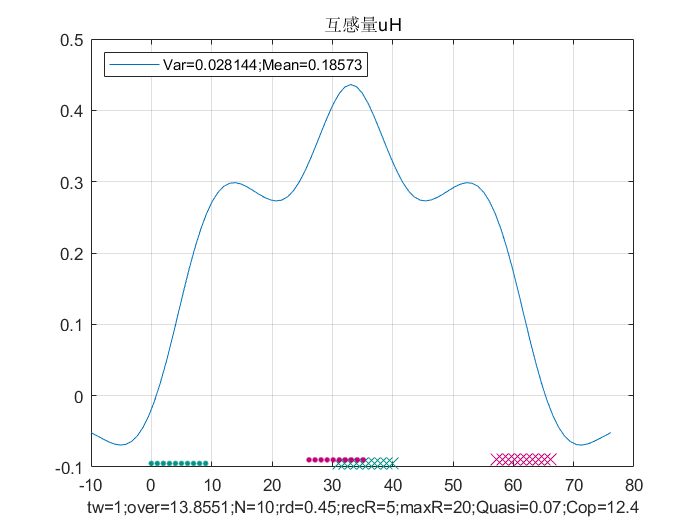 互感量uH
0.5
Var=0.028144;Mean=0.18573
0.4
0.3
0.2
0.1
0
-0.1
-10 0 10 20 30 40 50 60 70 80
tw=1;over=13.8551;N=10;rd=0.45;recR=5;maxR=20;Quasi=0.07;Cop=12.4